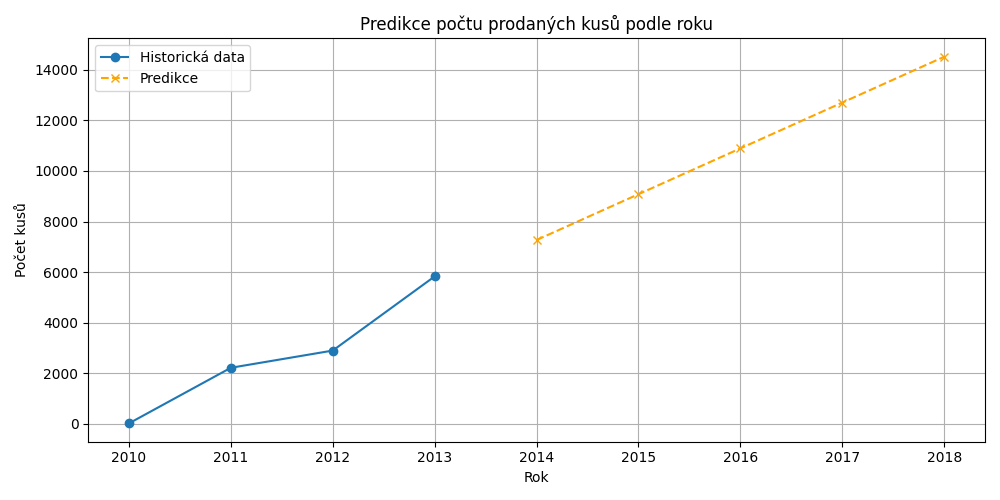 Predikce počtu prodaných kusů podle roku
Historická data
Predikce
14000
12000
10000
8000
6000
4000
2000
0
Počet kusů
2010 2011 2012 2013 2014 2015 2016 2017 2018
Rok